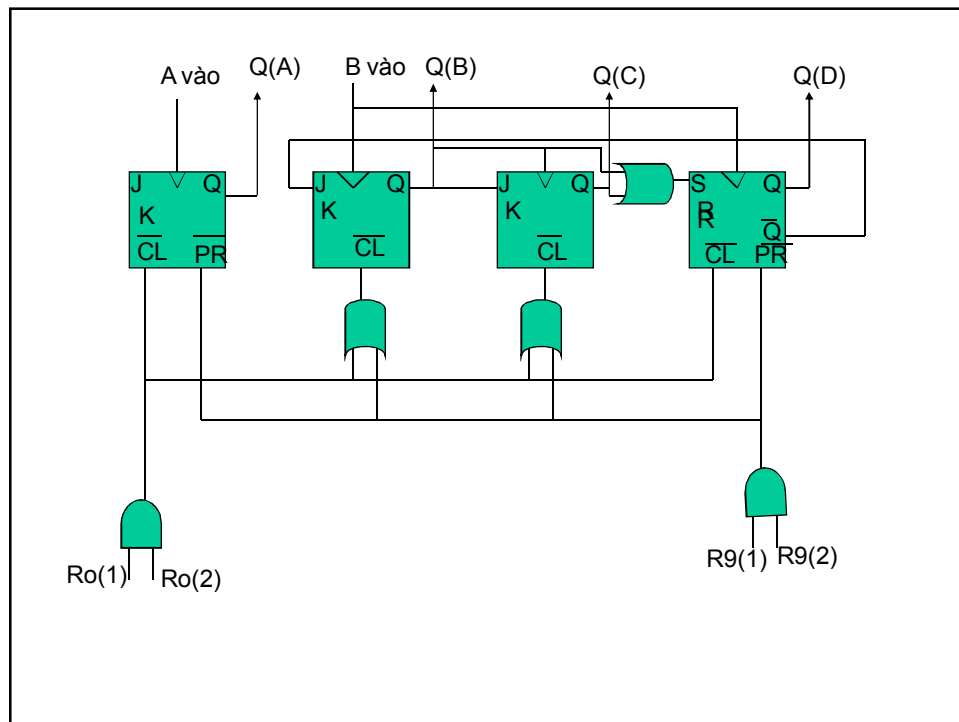 A vào Q(A) B vào Q(B) Q(C) Q(D)
J Q J Q J Q S Q
K K K R
R
Q
CL PR CL CL CL PR
Ro(1) Ro(2) R9(1) R9(2)